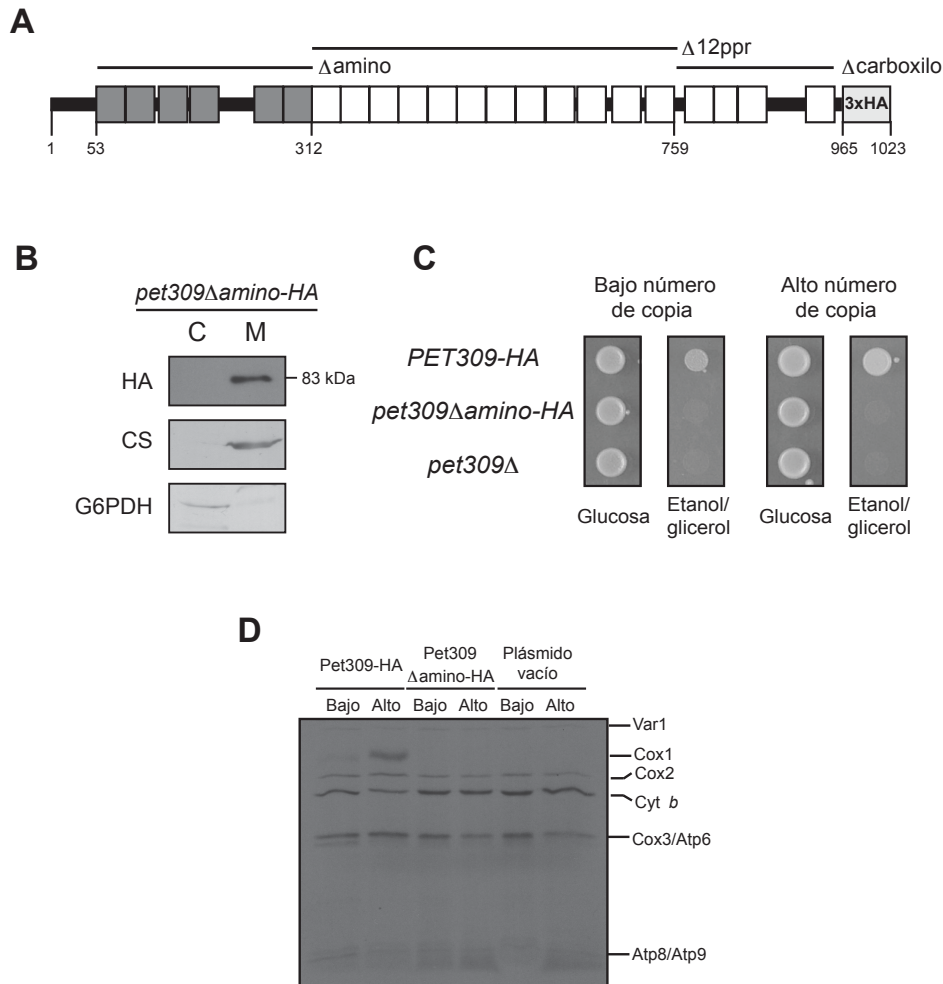 A
Δ12ppr
Δamino
Δcarboxilo
3xHA
1
53
312
759
965
1023
B
pet309Δamino-HA
C
M
HA
83 kDa
CS
G6PDH
C
Bajo número
de copia
Alto número
de copia
PET309-HA
pet309Δamino-HA
pet309Δ
Glucosa
Etanol/
glicerol
Glucosa
Etanol/
glicerol
D
Pet309-HA
Pet309
Δamino-HA
Plásmido
vacío
Bajo
Alto
Bajo
Alto
Bajo
Alto
Var1
Cox1
Cox2
Cyt b
Cox3/Atp6
Atp8/Atp9